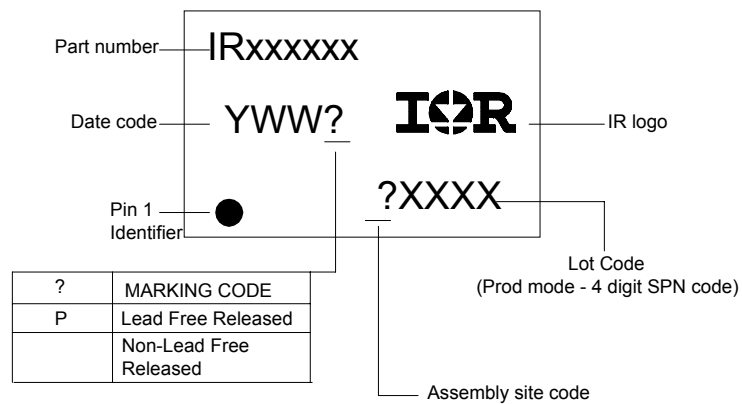 Part number
IRxxxxxx
Date code
YWW?
IOR
IR logo
?XXXX
Pin 1
Identifier
Lot Code
(Prod mode - 4 digit SPN code)
? MARKING CODE
P Lead Free Released
Non-Lead Free
Released
Assembly site code